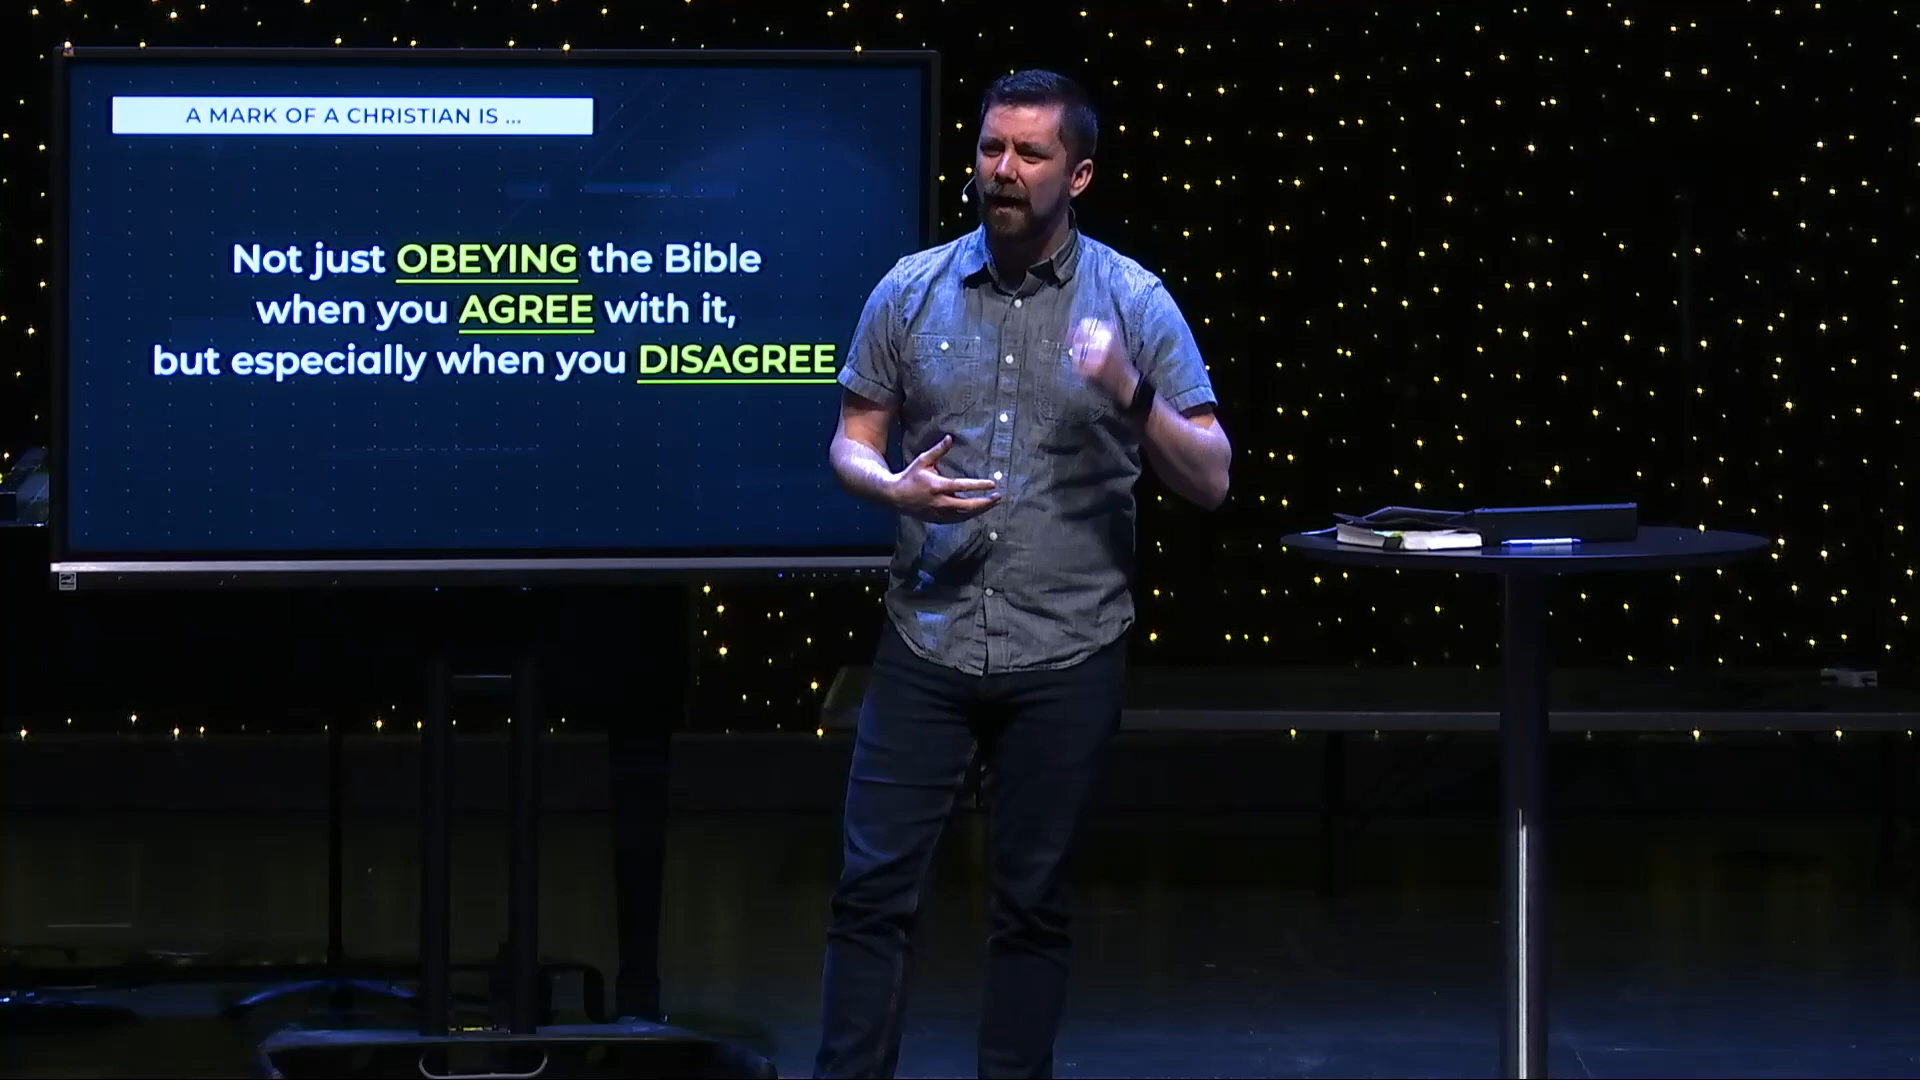 A MARK OF A CHRISTIAN IS ...
Not just OBEYING the Bible
when you AGREE with it,
but especially when you DISAGREE